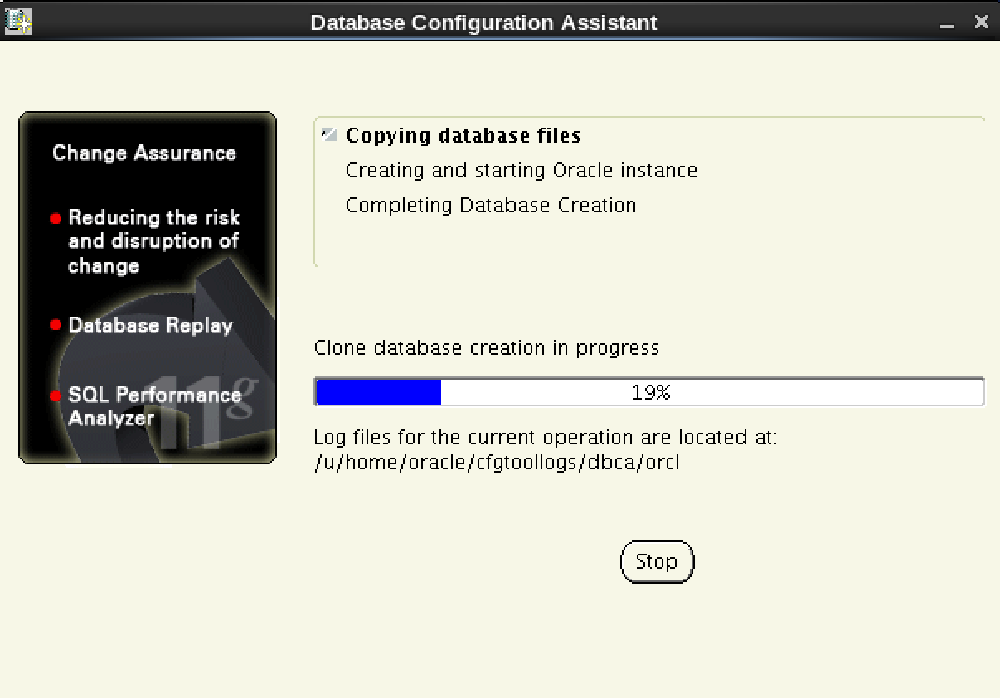 Database Configuration Assistant
Change Assurance
Reducing the risk
and disruption of
change
Database Replay
SQL Performance
Analyzer
11g
Copying database files
Creating and starting Oracle instance
Completing Database Creation
Clone database creation in progress
19%
Log files for the current operation are located at:
/u/home/oracle/cfgtoollogs/dbca/orcl
Stop